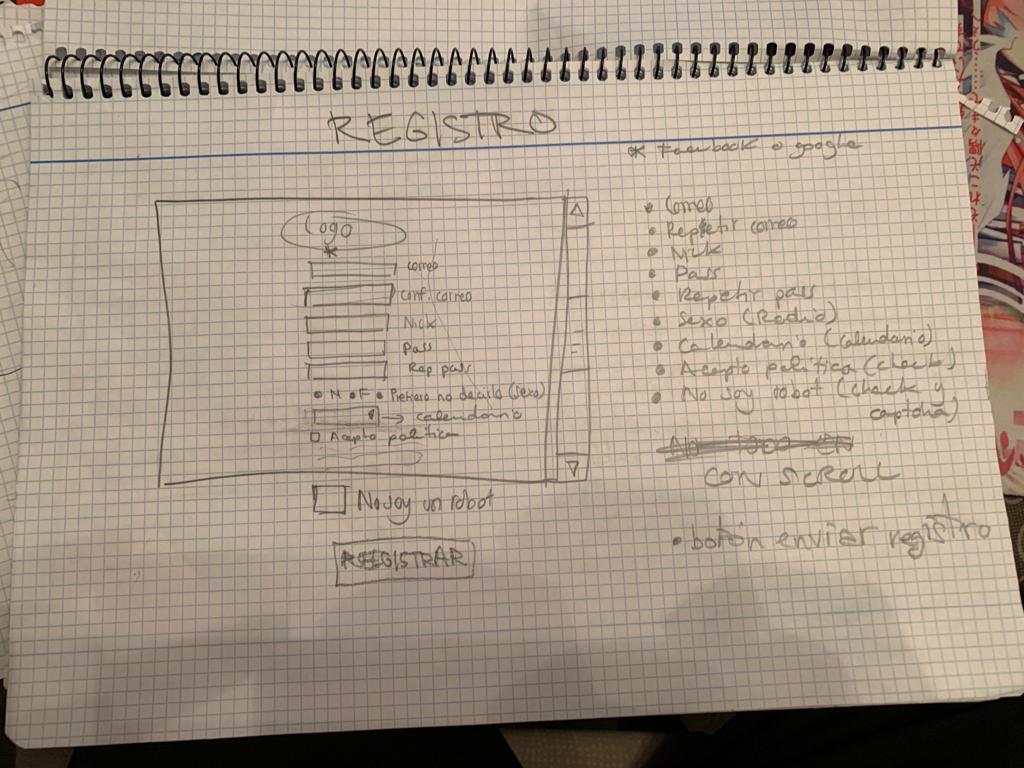 REGISTRO
* Facebook o google
Logo
*
correo
conf. correo
Nick
Pass
Rep pass
M F Prefiero no decirlo (sexo)
→ calendario
Acepto política
No soy un robot
REGISTRAR
• Correo
• Repetir correo
• Nick
• Pass
• Repetir pass
• Sexo (Radio)
• Calendario (Calendario)
• Acepto política (check)
• No soy robot (check y
captcha)
CON SCROLL
• botón enviar registro